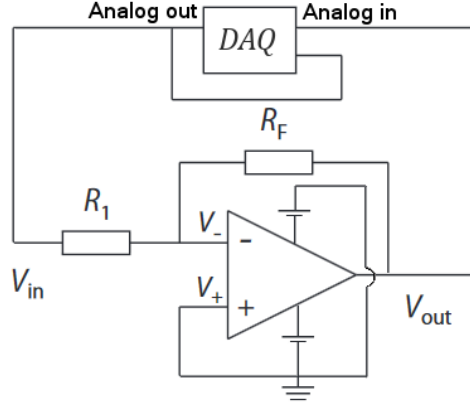 Analog out DAQ Analog in
R_F
R_1
V_- -
V_in V_+ +
V_out